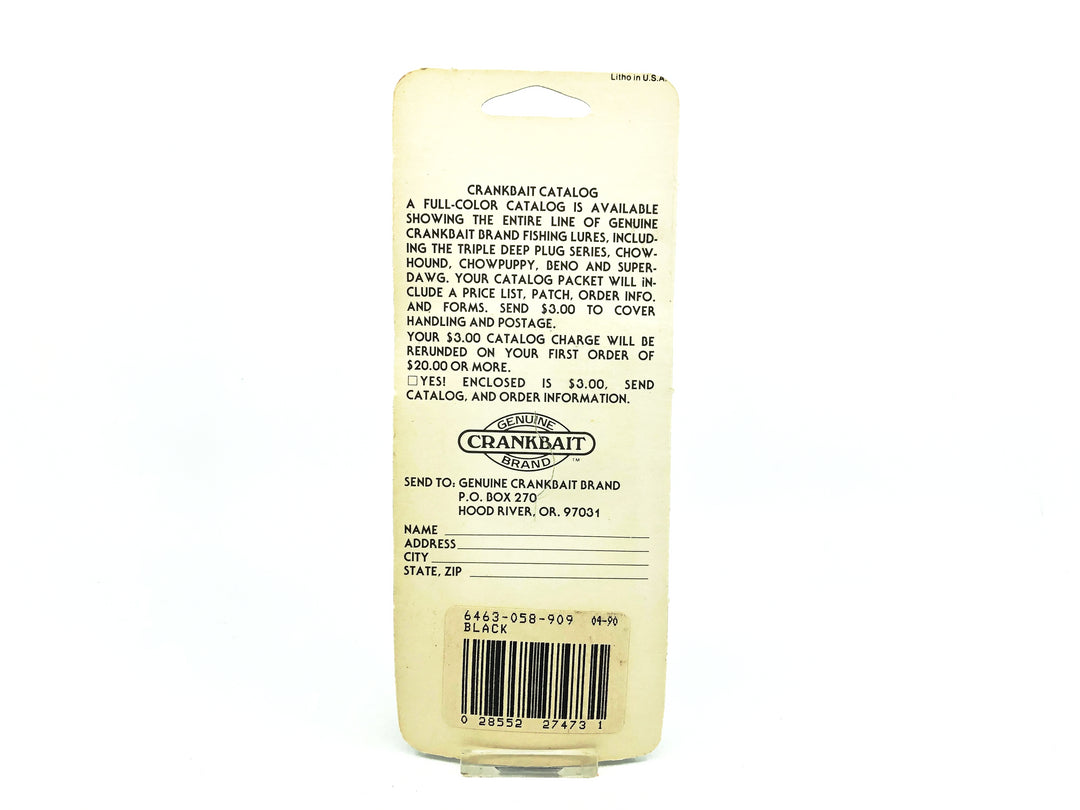 Litho in U.S.A.
CRANKBAIT CATALOG
A FULL-COLOR CATALOG IS AVAILABLE
SHOWING THE ENTIRE LINE OF GENUINE
CRANKBAIT BRAND FISHING LURES, INCLUD-
ING THE TRIPLE DEEP PLUG SERIES, CHOW-
HOUND, CHOWPUPPY, BENO AND SUPER-
DAWG. YOUR CATALOG PACKET WILL IN-
CLUDE A PRICE LIST, PATCH, ORDER INFO.
AND FORMS. SEND $3.00 TO COVER
HANDLING AND POSTAGE.
YOUR $3.00 CATALOG CHARGE WILL BE
RERUNDED ON YOUR FIRST ORDER OF
$20.00 OR MORE.
☐YES! ENCLOSED IS $3.00, SEND
CATALOG, AND ORDER INFORMATION.
GENUINE
CRANKBAIT
BRAND ™
SEND TO: GENUINE CRANKBAIT BRAND
P.O. BOX 270
HOOD RIVER, OR. 97031
NAME
ADDRESS
CITY
STATE, ZIP
6463-058-909 04-90
BLACK
0 28552 27473 1